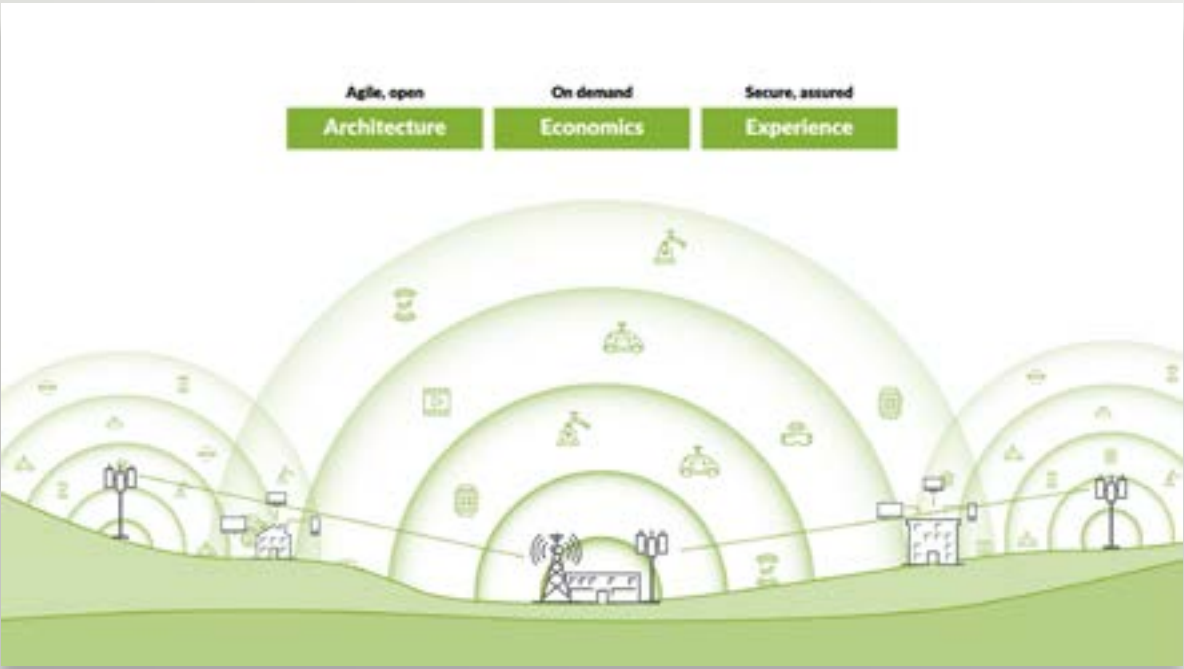 Agile, open
Architecture
On demand
Economics
Secure, assured
Experience